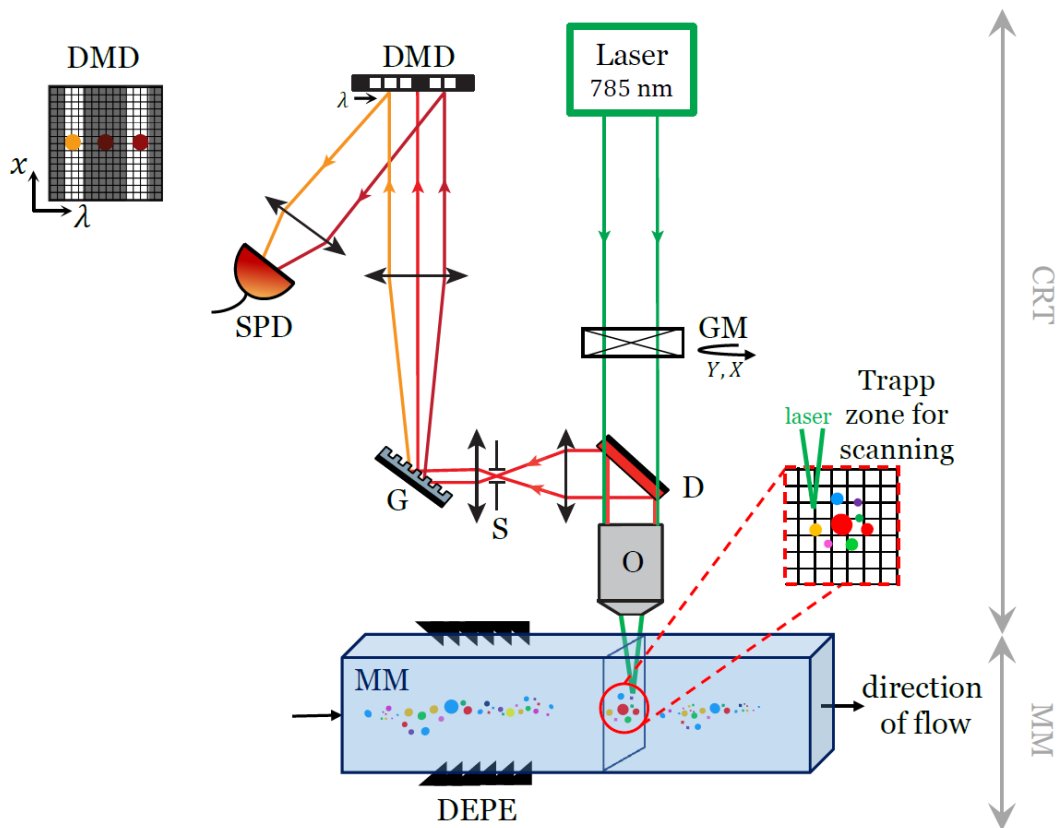 DMD
x
λ
DMD
λ
SPD
Laser
785 nm
GM
Y, X
Trapp
zone for
scanning
laser
G
S
D
O
MM
DEPE
direction
of flow
CRT
MM